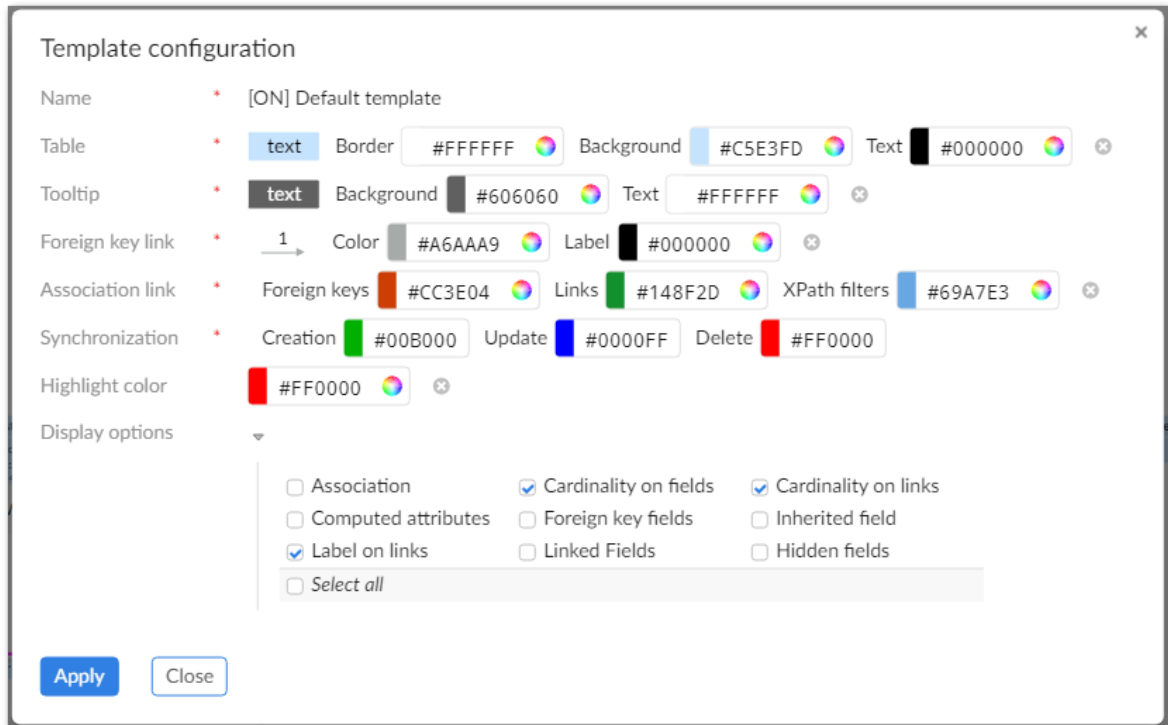 Template configuration
Name * [ON] Default template
Table * text Border #FFFFFF Background #C5E3FD Text #000000
Tooltip * text Background #606060 Text #FFFFFF
Foreign key link * 1 Color #A6AAA9 Label #000000
Association link * Foreign keys #CC3E04 Links #148F2D XPath filters #69A7E3
Synchronization * Creation #00B000 Update #0000FF Delete #FF0000
Highlight color #FF0000
Display options
Association Cardinality on fields Cardinality on links
Computed attributes Foreign key fields Inherited field
Label on links Linked Fields Hidden fields
Select all
Apply Close